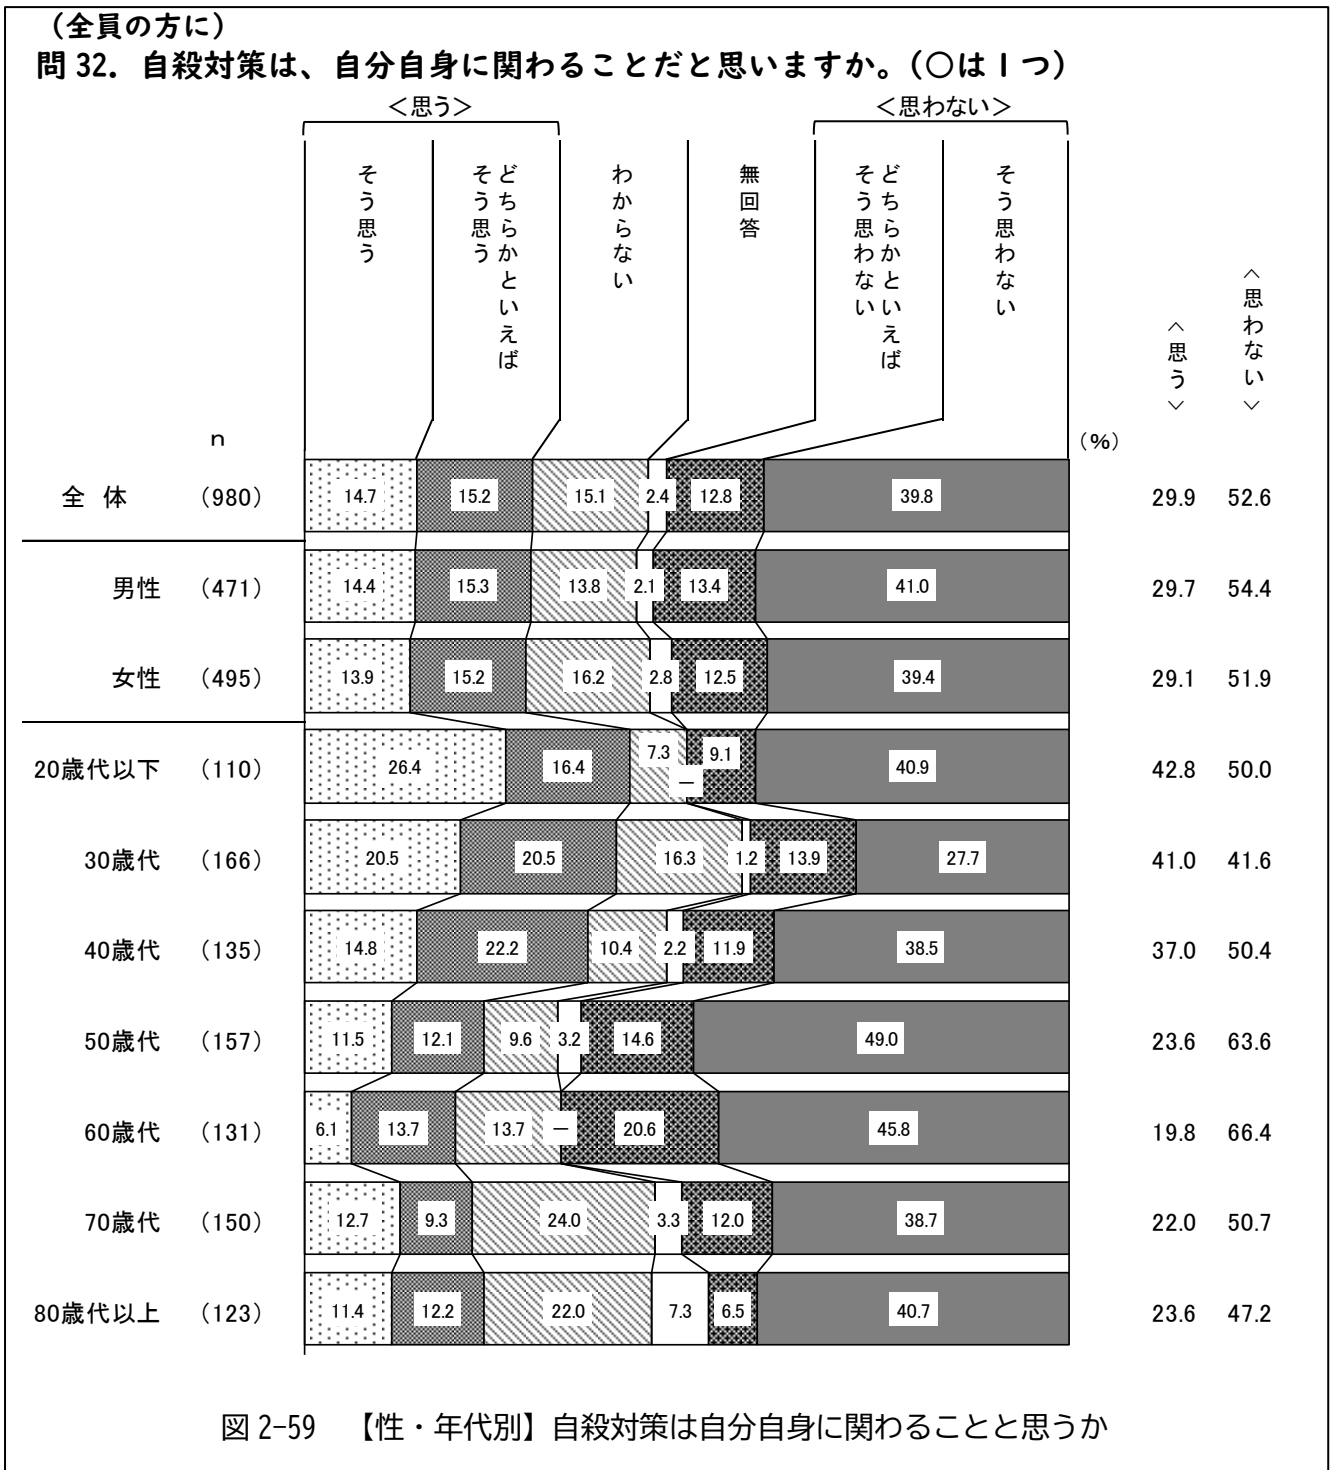 （全員の方に）
問 32．自殺対策は、自分自身に関わることだと思いますか。（○は１つ）
＜思う＞ ＜思わない＞
そう思う
どちらかといえば
そう思う
わからない
無回答
どちらかといえば
そう思わない
そう思わない
＜思う＞
＜思わない＞
n （%）
全 体 （980） 14.7 15.2 15.1 2.4 12.8 39.8 29.9 52.6
男性 （471） 14.4 15.3 13.8 2.1 13.4 41.0 29.7 54.4
女性 （495） 13.9 15.2 16.2 2.8 12.5 39.4 29.1 51.9
20歳代以下 （110） 26.4 16.4 7.3 － 9.1 40.9 42.8 50.0
30歳代 （166） 20.5 20.5 16.3 1.2 13.9 27.7 41.0 41.6
40歳代 （135） 14.8 22.2 10.4 2.2 11.9 38.5 37.0 50.4
50歳代 （157） 11.5 12.1 9.6 3.2 14.6 49.0 23.6 63.6
60歳代 （131） 6.1 13.7 13.7 － 20.6 45.8 19.8 66.4
70歳代 （150） 12.7 9.3 24.0 3.3 12.0 38.7 22.0 50.7
80歳代以上 （123） 11.4 12.2 22.0 7.3 6.5 40.7 23.6 47.2
図 2-59 【性・年代別】自殺対策は自分自身に関わることと思うか